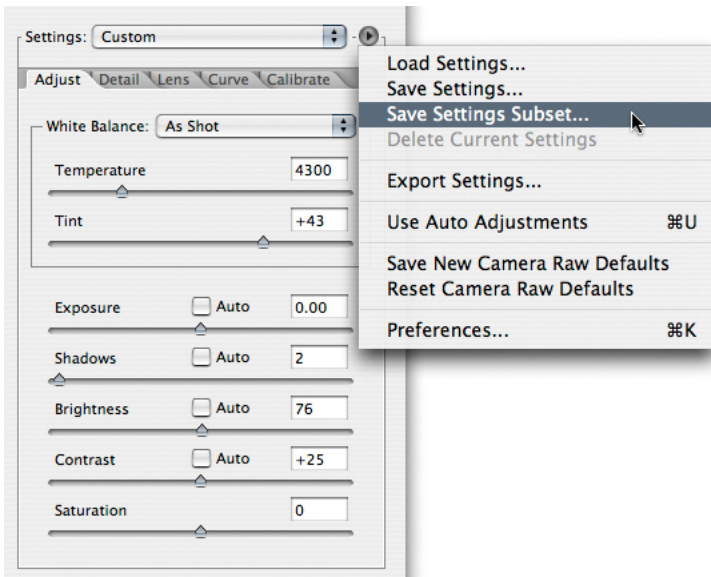 Settings: Custom
Adjust Detail Lens Curve Calibrate
White Balance: As Shot
Temperature 4300
Tint +43
Exposure Auto 0.00
Shadows Auto 2
Brightness Auto 76
Contrast Auto +25
Saturation 0
Load Settings...
Save Settings...
Save Settings Subset...
Delete Current Settings
Export Settings...
Use Auto Adjustments ⌘U
Save New Camera Raw Defaults
Reset Camera Raw Defaults
Preferences... ⌘K